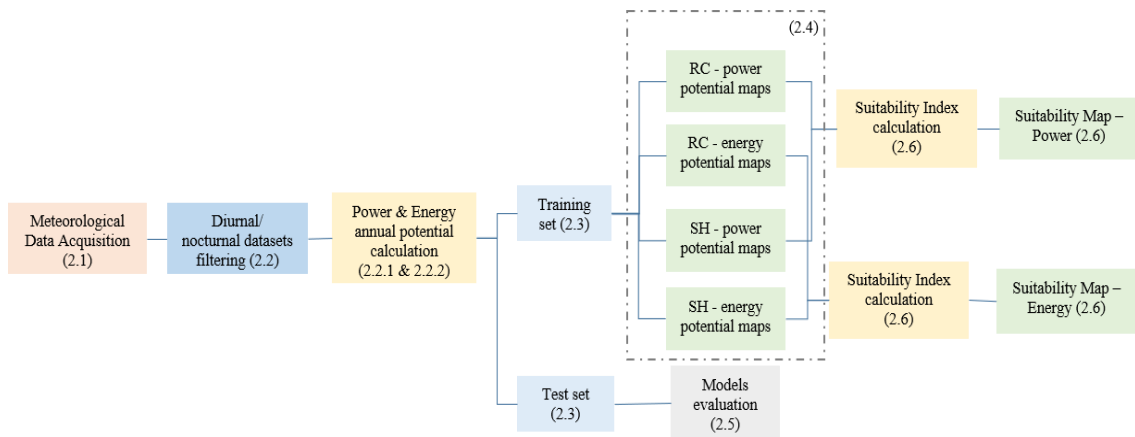 Meteorological
Data Acquisition
(2.1)
Diurnal/
nocturnal datasets
filtering (2.2)
Power & Energy
annual potential
calculation
(2.2.1 & 2.2.2)
Training
set (2.3)
Test set
(2.3)
(2.4)
RC - power
potential maps
RC - energy
potential maps
SH - power
potential maps
SH - energy
potential maps
Models
evaluation
(2.5)
Suitability Index
calculation
(2.6)
Suitability Map –
Power (2.6)
Suitability Index
calculation
(2.6)
Suitability Map –
Energy (2.6)